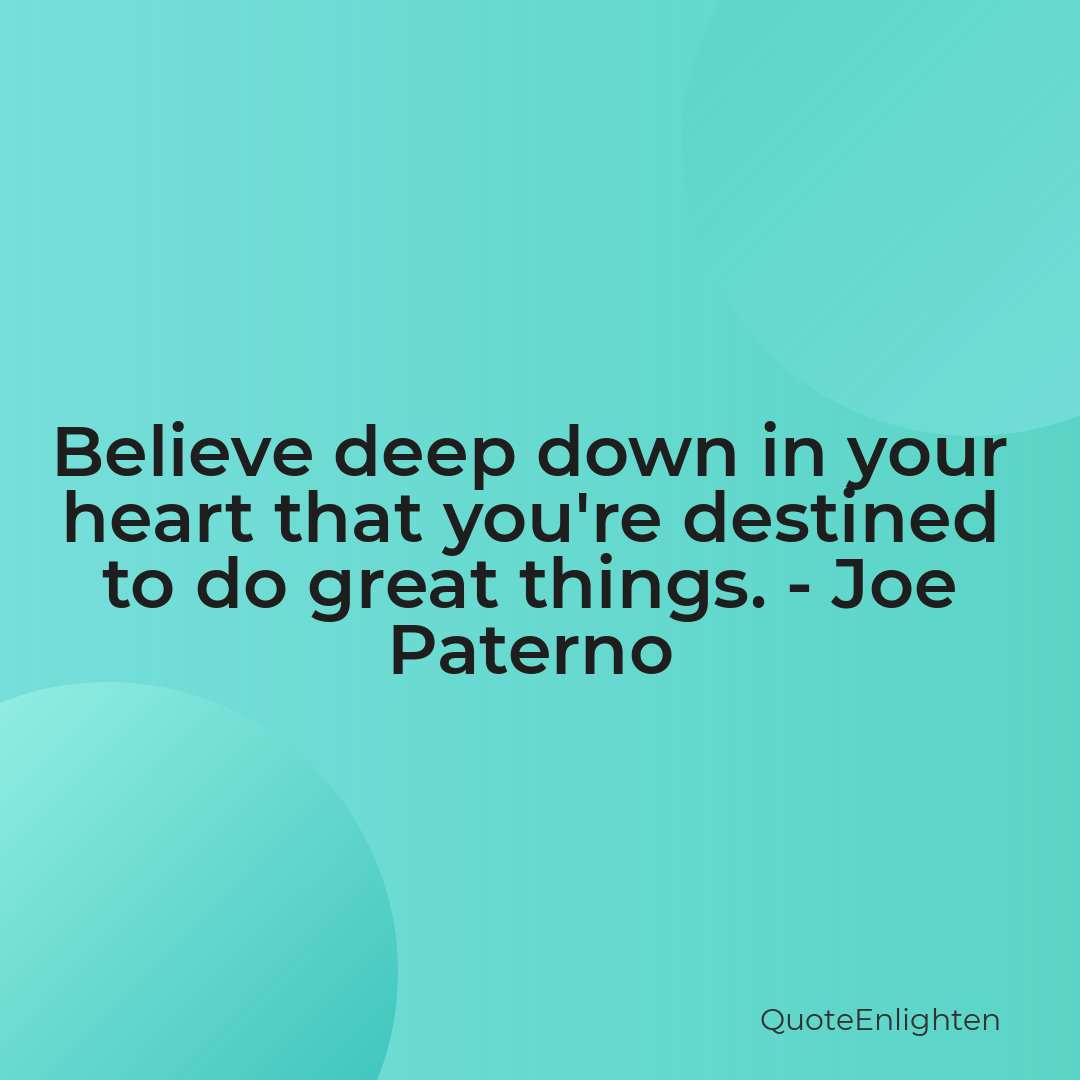 Believe deep down in your
heart that you're destined
to do great things. - Joe
Paterno
QuoteEnlighten